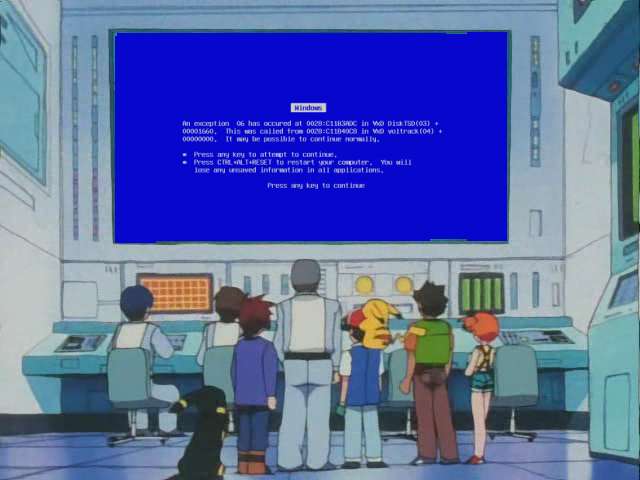 Windows
An exception 06 has occured at 0028:C11B3ADC in VxD DiskTSD(03) +
00001660. This was called from 0028:C11B40C8 in VxD voltrack(04) +
00000000. It may be possible to continue normally.
* Press any key to attempt to continue.
* Press CTRL+ALT+RESET to restart your computer. You will
lose any unsaved information in all applications.
Press any key to continue